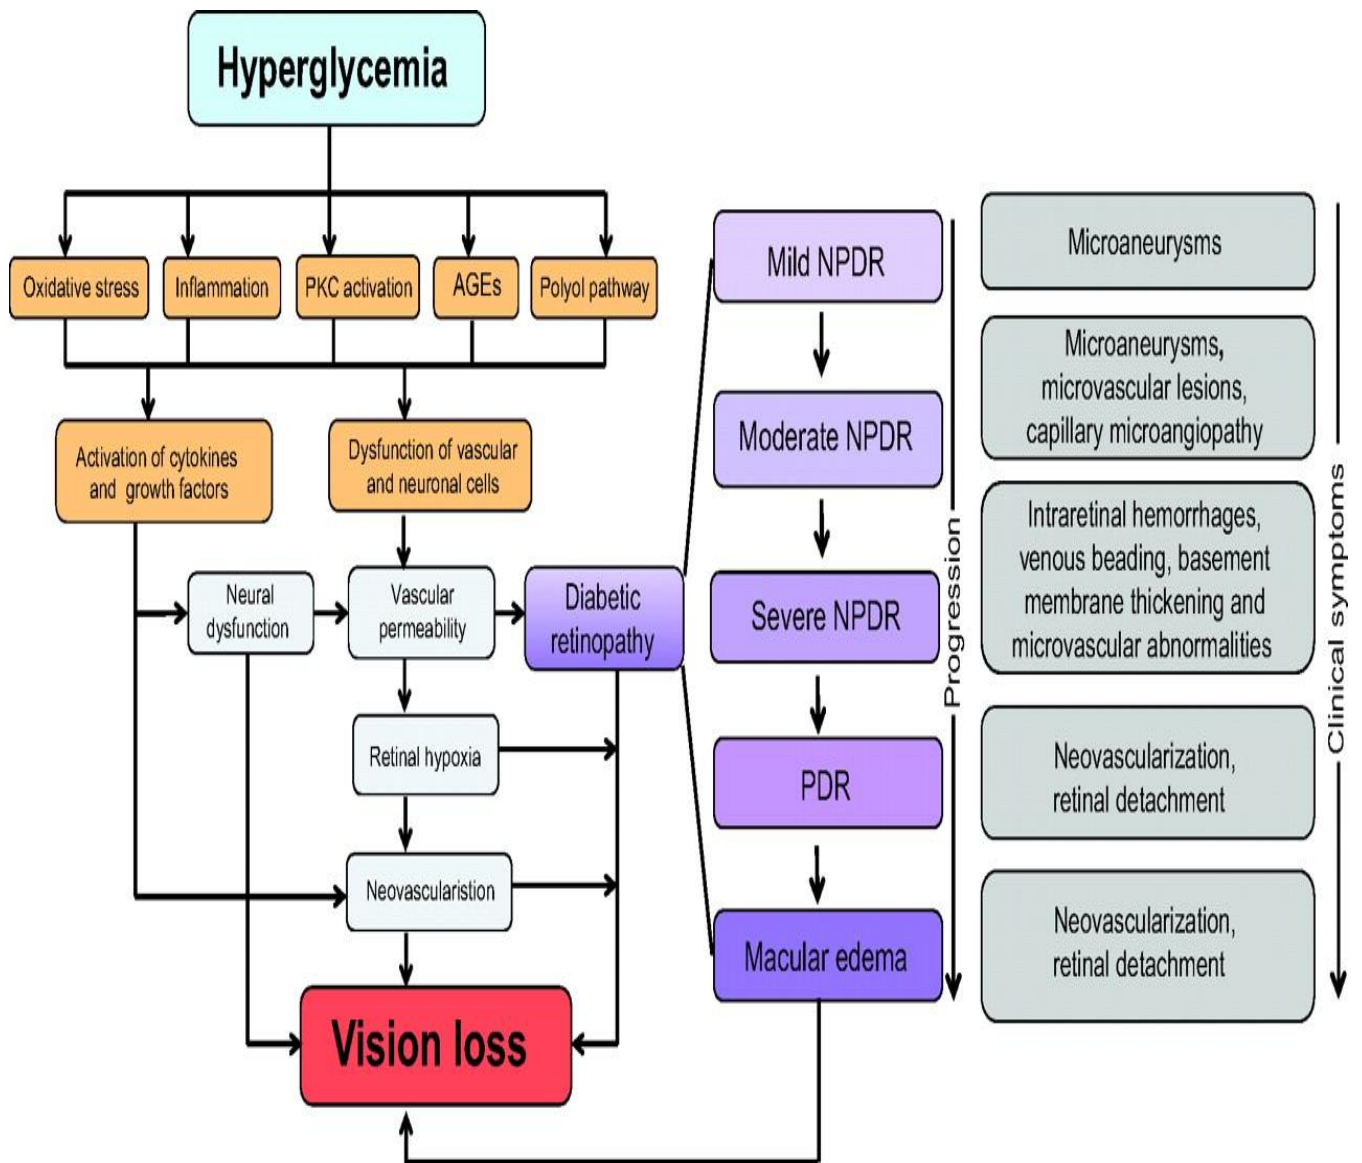 Hyperglycemia
Oxidative stress
Inflammation
PKC activation
AGEs
Polyol pathway
Activation of cytokines
and growth factors
Dysfunction of vascular
and neuronal cells
Neural
dysfunction
Vascular
permeability
Diabetic
retinopathy
Retinal hypoxia
Neovascularistion
Vision loss
Mild NPDR
Moderate NPDR
Severe NPDR
PDR
Macular edema
Progression
Microaneurysms
Microaneurysms,
microvascular lesions,
capillary microangiopathy
Intraretinal hemorrhages,
venous beading, basement
membrane thickening and
microvascular abnormalities
Neovascularization,
retinal detachment
Neovascularization,
retinal detachment
Clinical symptoms